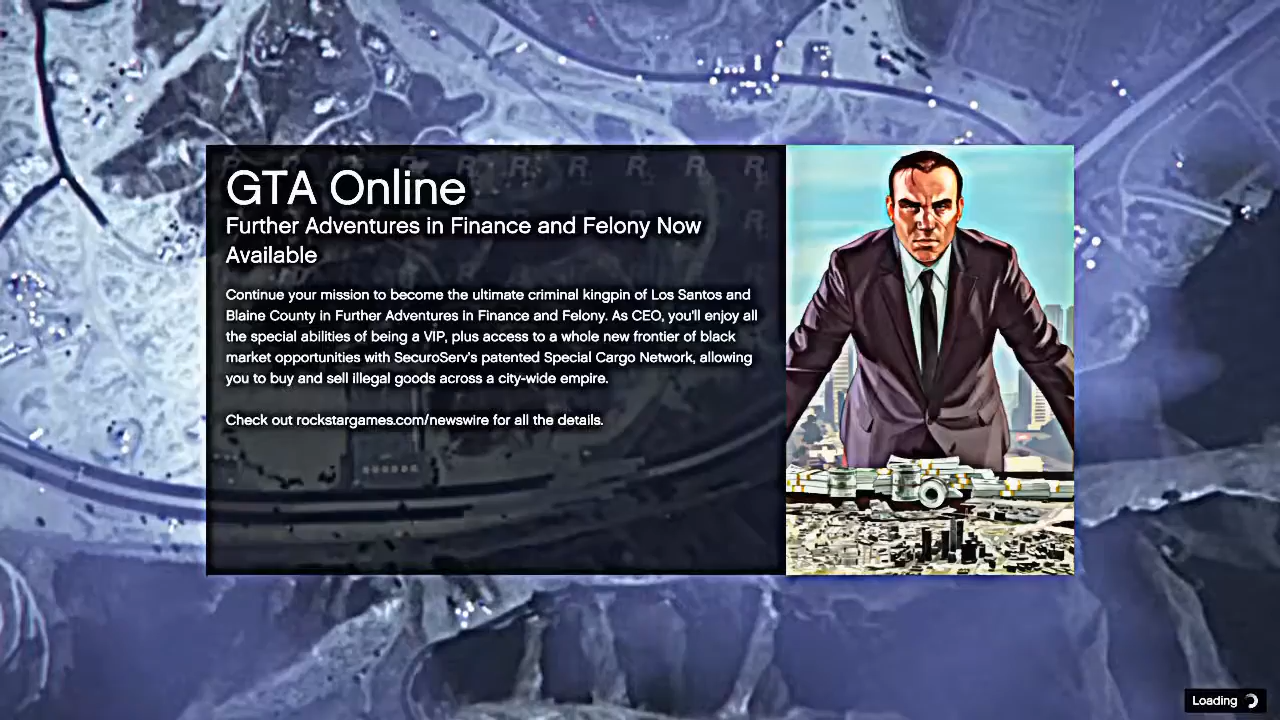 GTA Online
Further Adventures in Finance and Felony Now
Available
Continue your mission to become the ultimate criminal kingpin of Los Santos and
Blaine County in Further Adventures in Finance and Felony. As CEO, you'll enjoy all
the special abilities of being a VIP, plus access to a whole new frontier of black
market opportunities with SecuroServ's patented Special Cargo Network, allowing
you to buy and sell illegal goods across a city-wide empire.
Check out rockstargames.com/newswire for all the details.
Loading